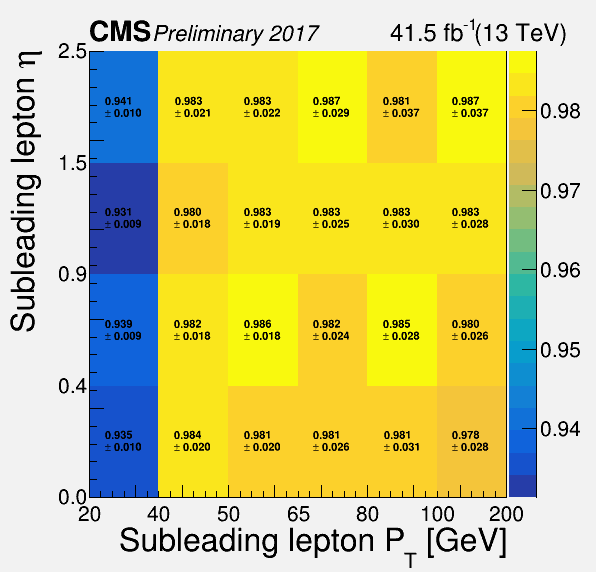 CMS Preliminary 2017 41.5 fb⁻¹(13 TeV)
Subleading lepton η
2.5
0.941 0.983 0.983 0.987 0.981 0.987
± 0.010 ± 0.021 ± 0.022 ± 0.029 ± 0.037 ± 0.037
0.98
1.5
0.97
0.931 0.980 0.983 0.983 0.983 0.983
± 0.009 ± 0.018 ± 0.019 ± 0.025 ± 0.030 ± 0.028
0.96
0.9
0.939 0.982 0.986 0.982 0.985 0.980
± 0.009 ± 0.018 ± 0.018 ± 0.024 ± 0.028 ± 0.026
0.95
0.4
0.94
0.935 0.984 0.981 0.981 0.981 0.978
± 0.010 ± 0.020 ± 0.020 ± 0.026 ± 0.031 ± 0.028
0.0
20 40 50 65 80 100 200
Subleading lepton P_T [GeV]